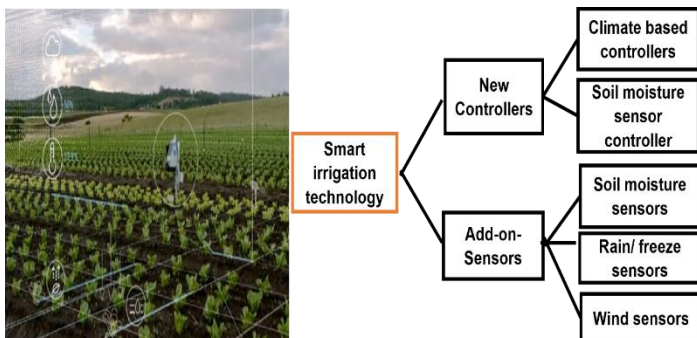 Smart
irrigation
technology
New
Controllers
Climate based
controllers
Soil moisture
sensor
controller
Add-on-
Sensors
Soil moisture
sensors
Rain/ freeze
sensors
Wind sensors